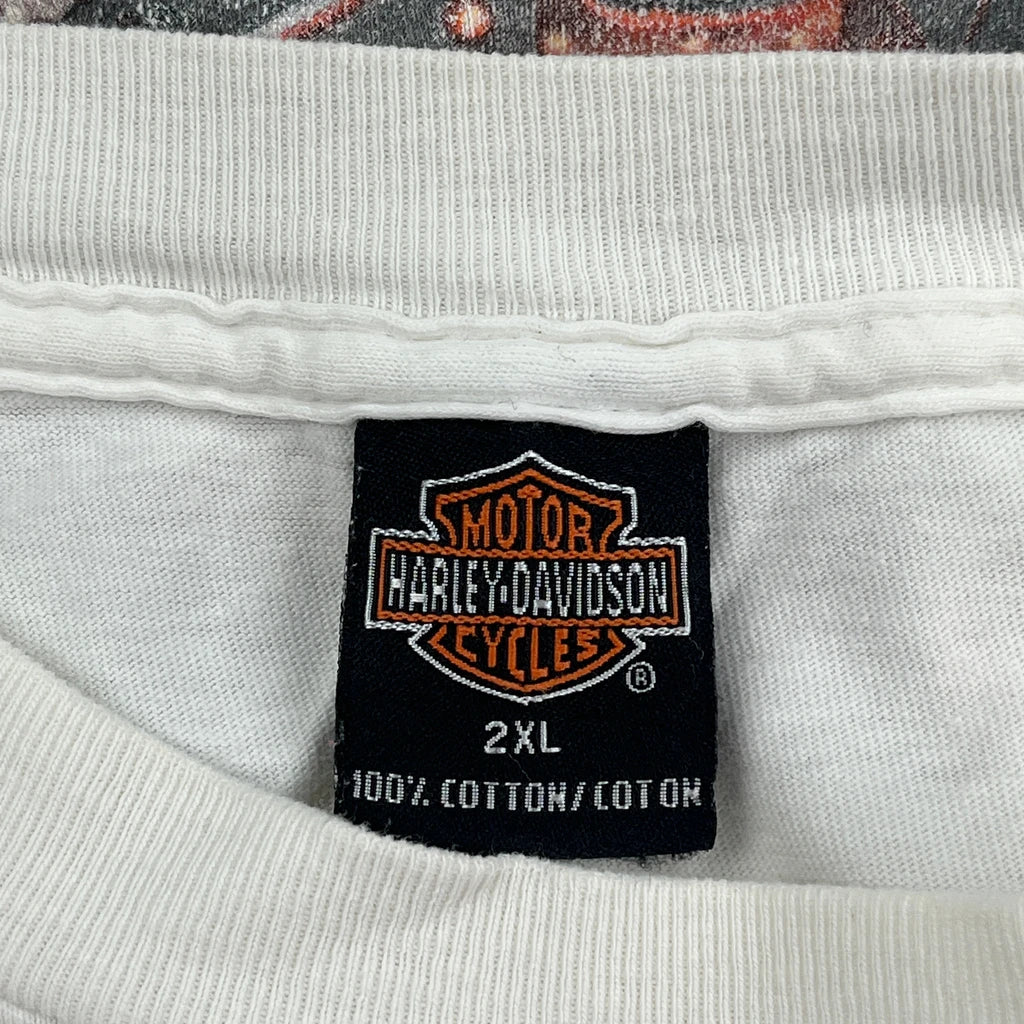 MOTOR
HARLEY-DAVIDSON
CYCLES
®
2XL
100% COTTON/COTON